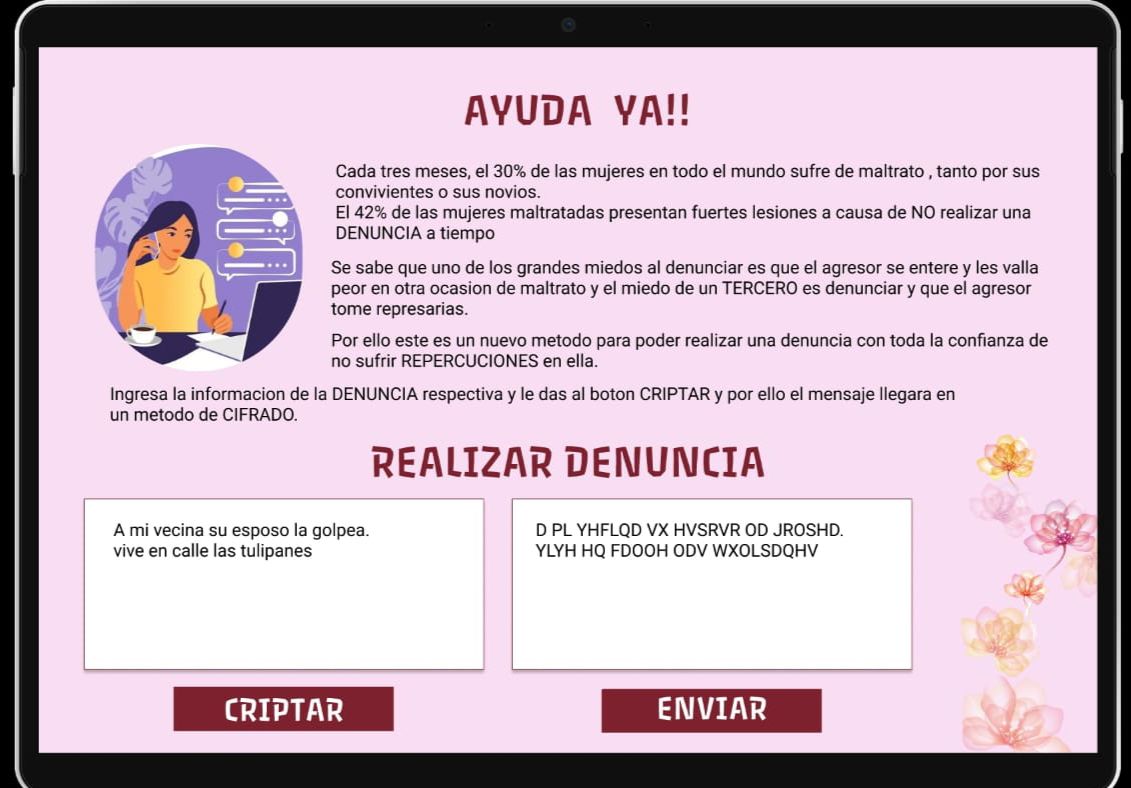 AYUDA YA!!
Cada tres meses, el 30% de las mujeres en todo el mundo sufre de maltrato , tanto por sus
convivientes o sus novios.
El 42% de las mujeres maltratadas presentan fuertes lesiones a causa de NO realizar una
DENUNCIA a tiempo
Se sabe que uno de los grandes miedos al denunciar es que el agresor se entere y les valla
peor en otra ocasion de maltrato y el miedo de un TERCERO es denunciar y que el agresor
tome represarias.
Por ello este es un nuevo metodo para poder realizar una denuncia con toda la confianza de
no sufrir REPERCUCIONES en ella.
Ingresa la informacion de la DENUNCIA respectiva y le das al boton CRIPTAR y por ello el mensaje llegara en
un metodo de CIFRADO.
REALIZAR DENUNCIA
A mi vecina su esposo la golpea.
vive en calle las tulipanes
D PL YHFLQD VX HVSRVR OD JROSHD.
YLYH HQ FDOOH ODV WXOLSDQHV
CRIPTAR
ENVIAR